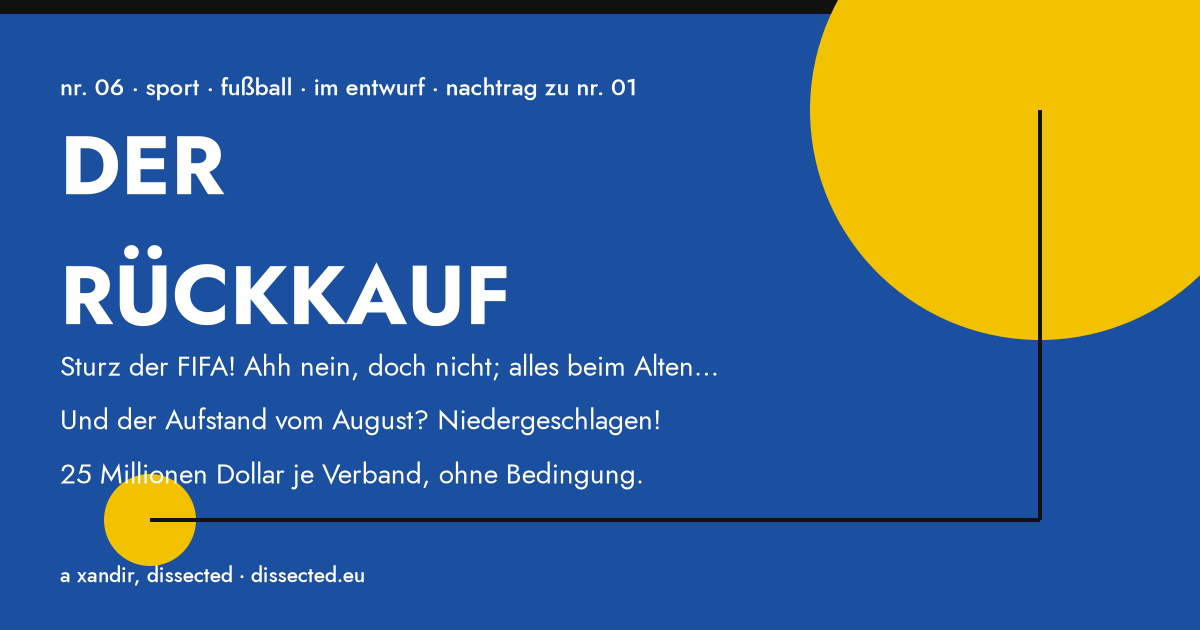 nr. 06 · sport · fußball · im entwurf · nachtrag zu nr. 01
DER
RÜCKKAUF
Sturz der FIFA! Ahh nein, doch nicht; alles beim Alten…
Und der Aufstand vom August? Niedergeschlagen!
25 Millionen Dollar je Verband, ohne Bedingung.
a xandir, dissected · dissected.eu